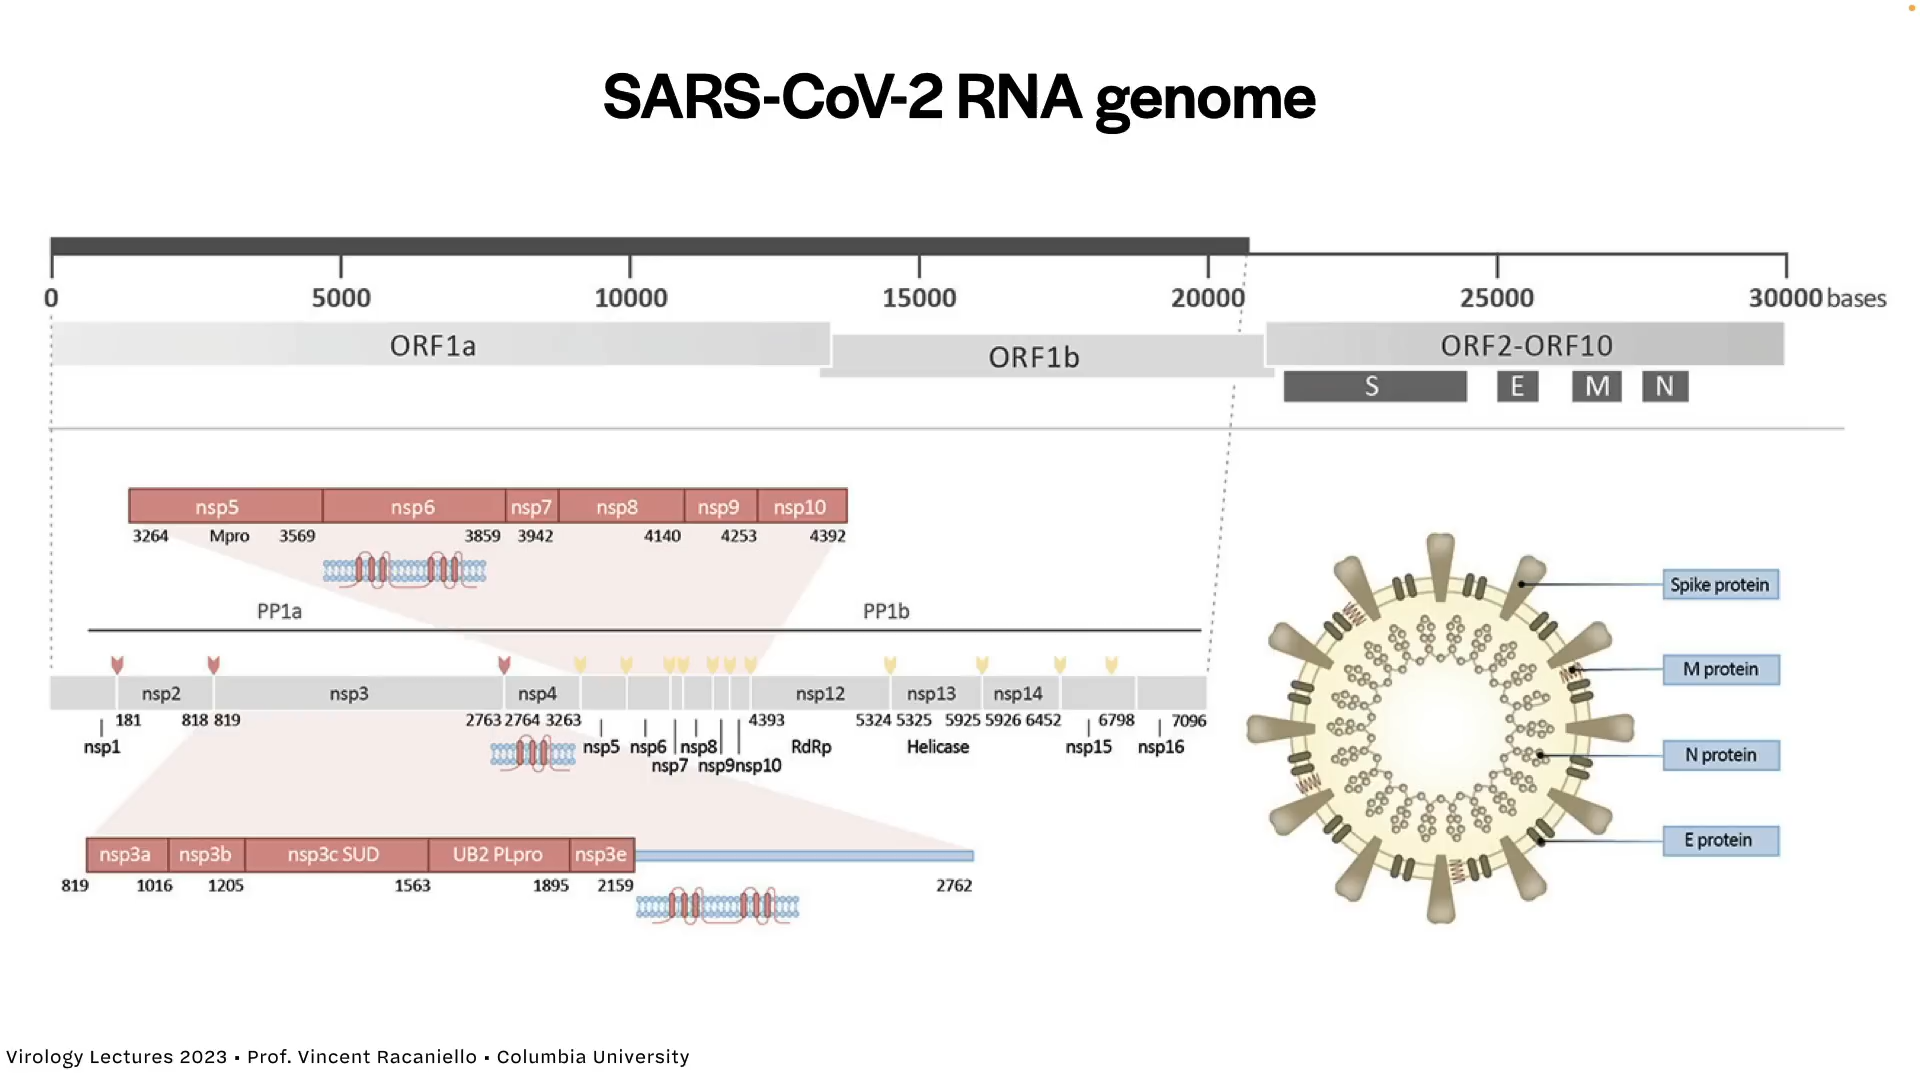 SARS-CoV-2 RNA genome
0 5000 10000 15000 20000 25000 30000 bases
ORF1a ORF1b ORF2-ORF10
S E M N
nsp5 nsp6 nsp7 nsp8 nsp9 nsp10
3264 Mpro 3569 3859 3942 4140 4253 4392
PP1a PP1b
nsp2 nsp3 nsp4 nsp12 nsp13 nsp14
181 818 819 2763 2764 3263 4393 5324 5325 5925 5926 6452 6798 7096
nsp1 nsp5 nsp6 nsp8 RdRp Helicase nsp15 nsp16
nsp7 nsp9 nsp10
nsp3a nsp3b nsp3c SUD UB2 PLpro nsp3e
819 1016 1205 1563 1895 2159 2762
Spike protein
M protein
N protein
E protein
Virology Lectures 2023 • Prof. Vincent Racaniello • Columbia University